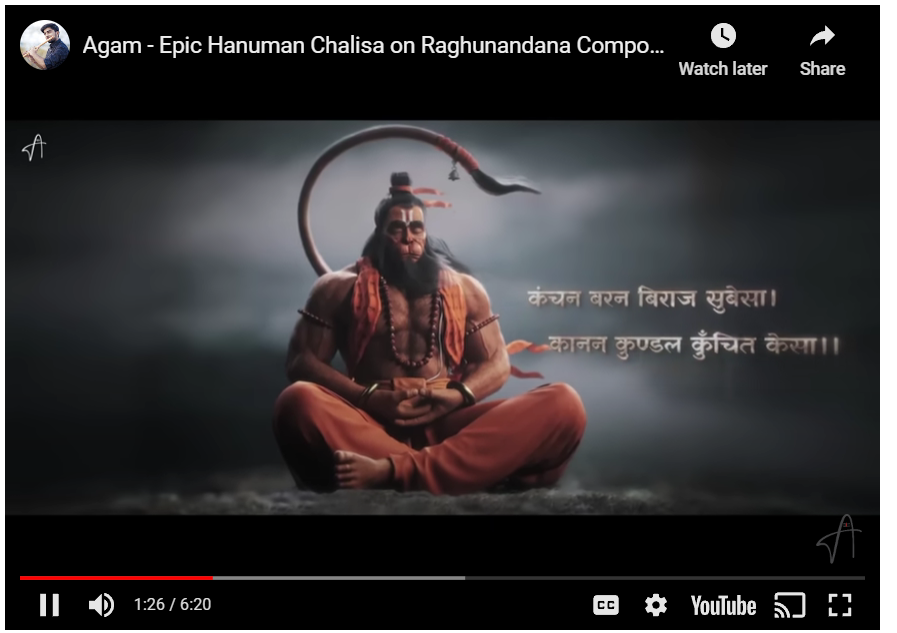 Agam - Epic Hanuman Chalisa on Raghunandana Compo...
Watch later
Share
कंचन बरन बिराज सुबेसा।
कानन कुण्डल कुँचित केसा।।
1:26 / 6:20
CC
YouTube